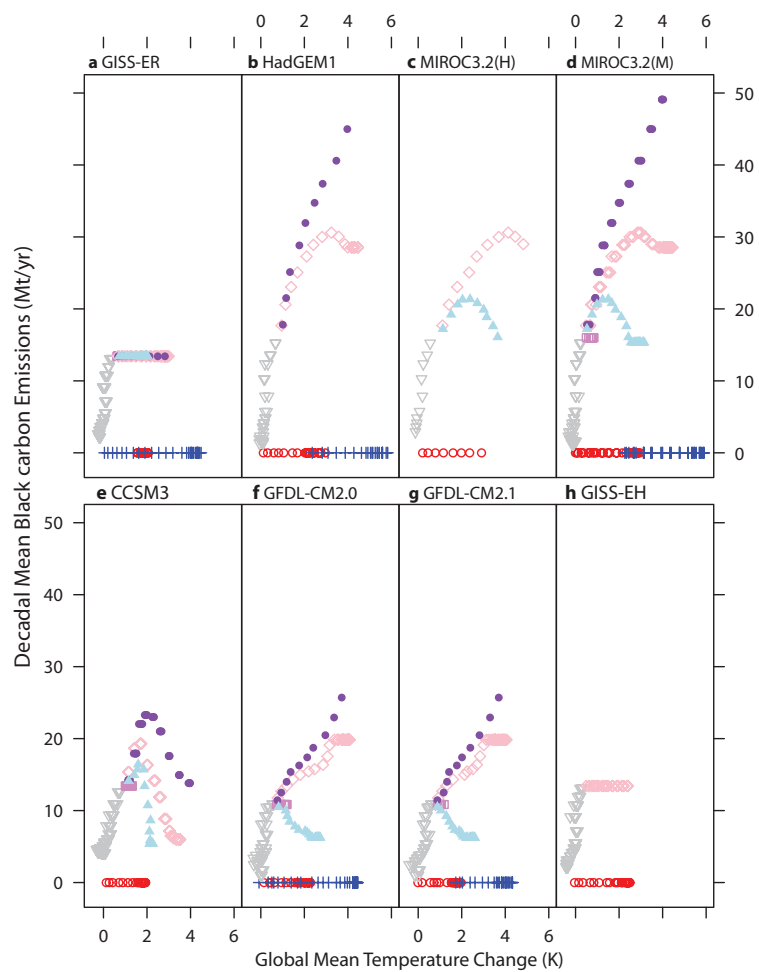 0 2 4 6 0 2 4 6
a GISS-ER b HadGEM1 c MIROC3.2(H) d MIROC3.2(M)
50
40
30
20
10
0
Decadal Mean Black carbon Emissions (Mt/yr)
e CCSM3 f GFDL-CM2.0 g GFDL-CM2.1 h GISS-EH
50
40
30
20
10
0
0 2 4 6 0 2 4 6
Global Mean Temperature Change (K)